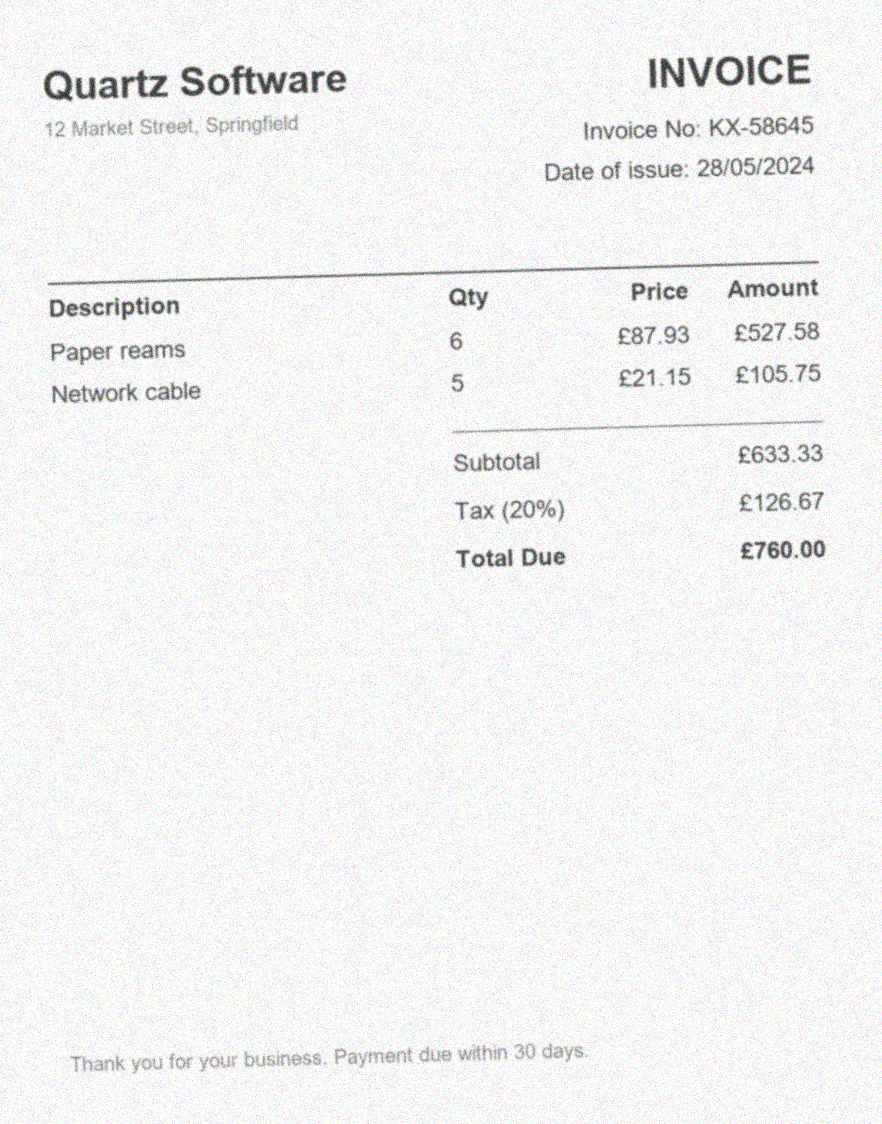 Quartz Software
12 Market Street, Springfield
INVOICE
Invoice No: KX-58645
Date of issue: 28/05/2024
Description Qty Price Amount
Paper reams 6 £87.93 £527.58
Network cable 5 £21.15 £105.75
Subtotal £633.33
Tax (20%) £126.67
Total Due £760.00
Thank you for your business. Payment due within 30 days.